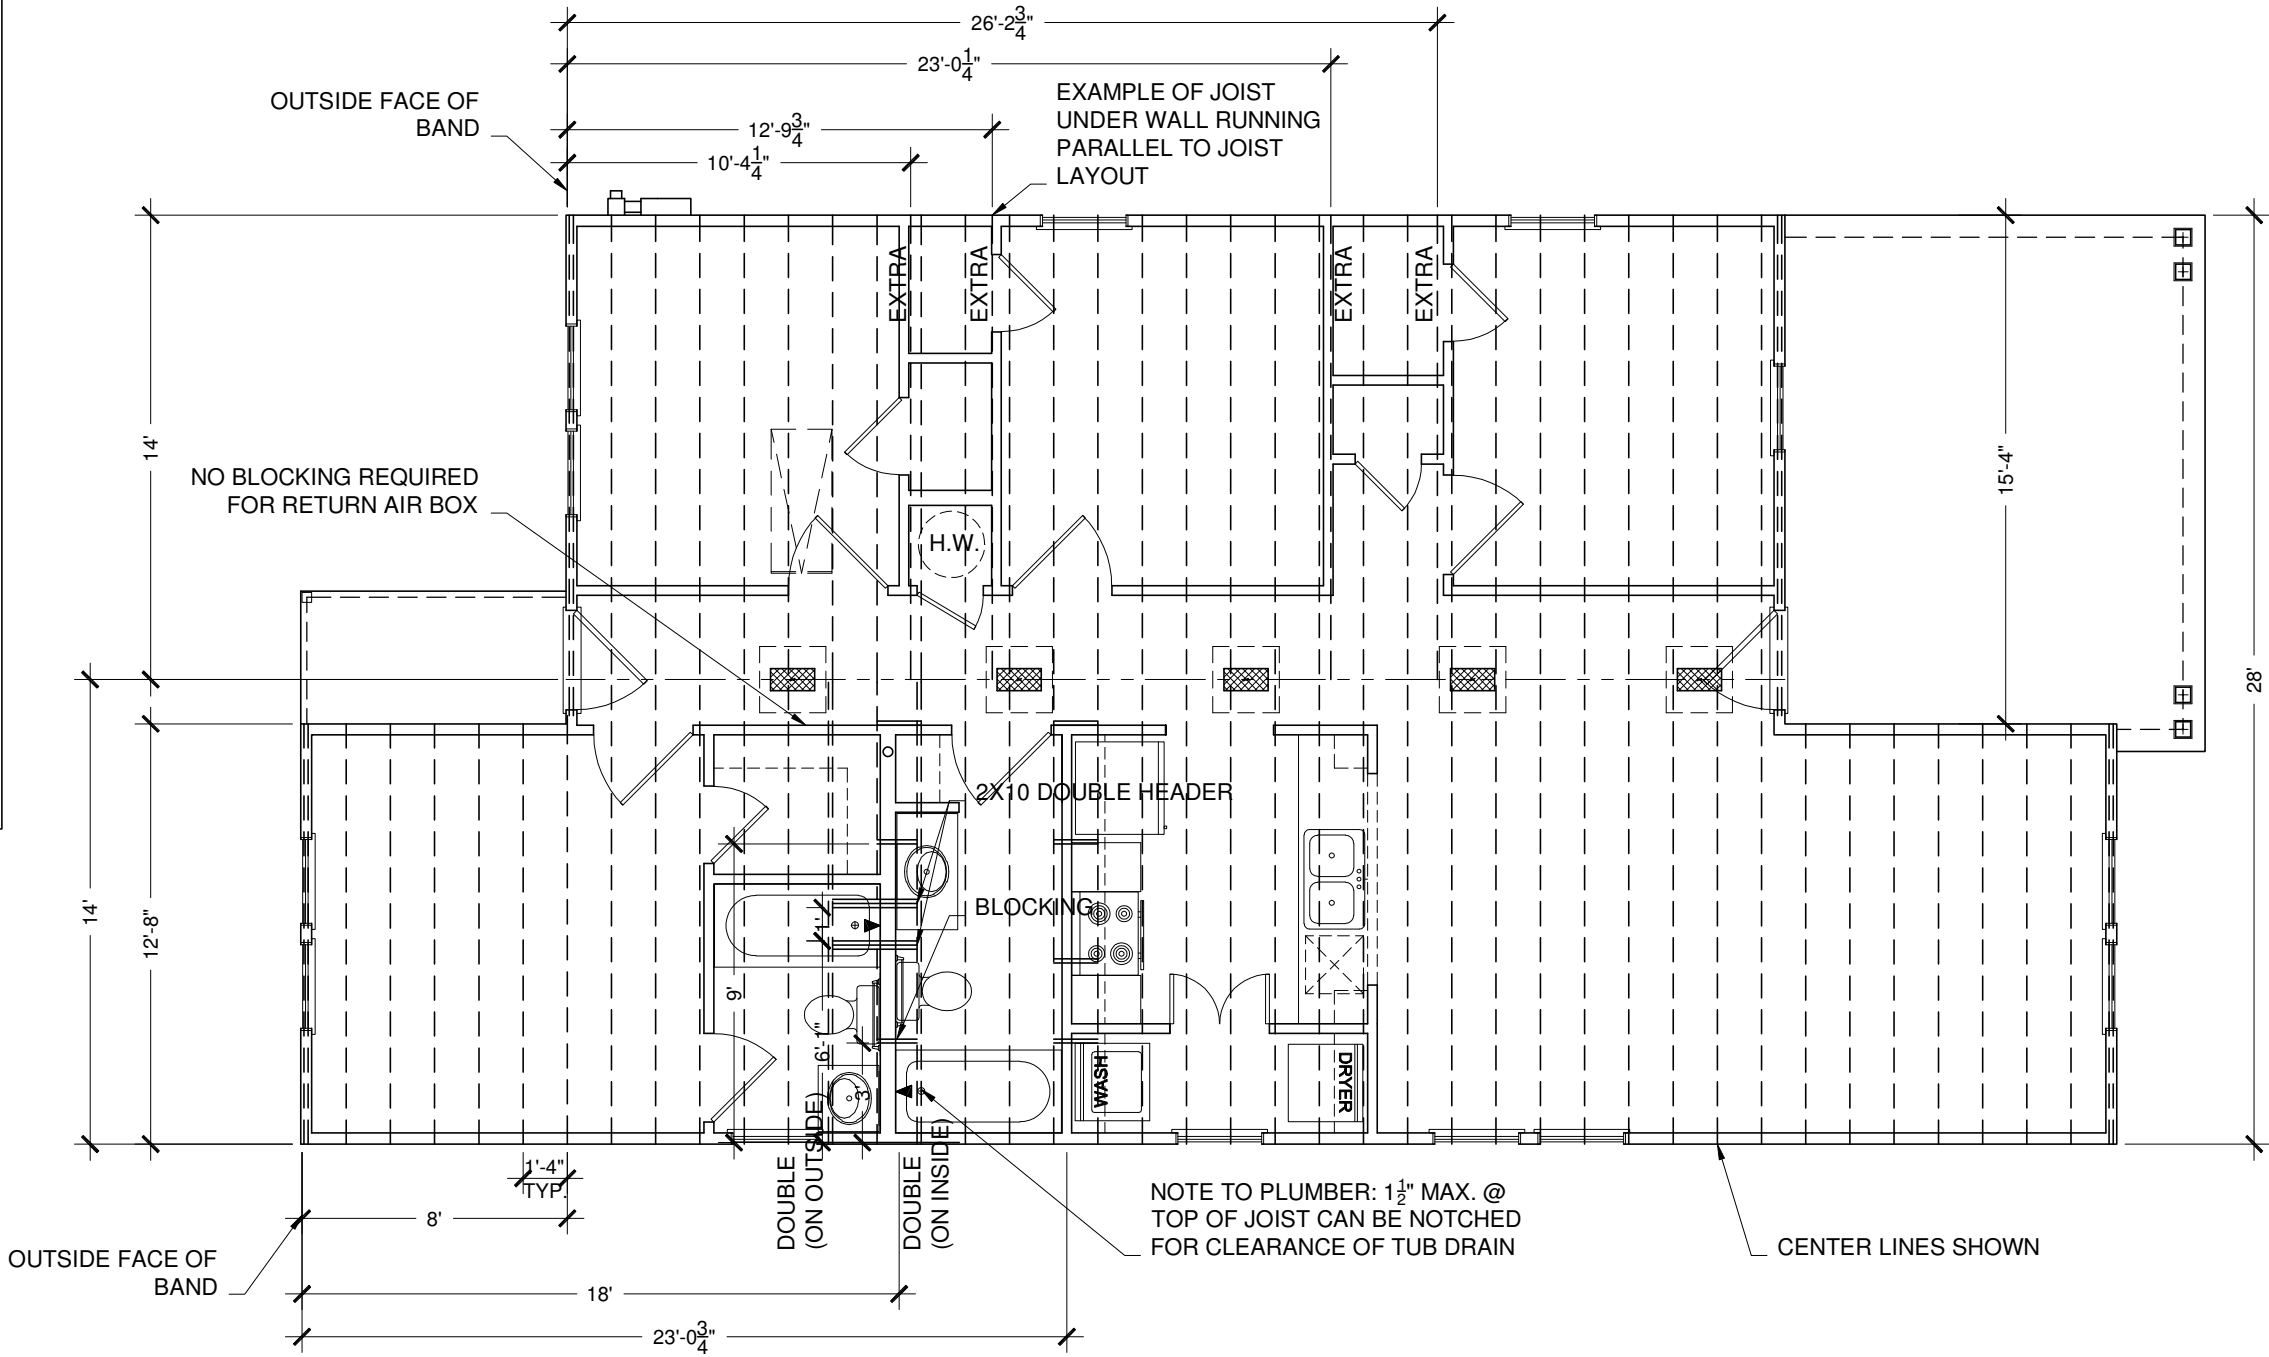 26'-2 3/4"
23'-0 1/4"
OUTSIDE FACE OF
BAND
EXAMPLE OF JOIST
UNDER WALL RUNNING
PARALLEL TO JOIST
LAYOUT
12'-9 3/4"
10'-4 1/4"
EXTRA
EXTRA
EXTRA
EXTRA
14'
15'-4"
NO BLOCKING REQUIRED
FOR RETURN AIR BOX
H.W.
28'
2X10 DOUBLE HEADER
14'
12'-8"
BLOCKING
1'
9'
6'-1"
3'
WASH
DRYER
1'-4"
TYP.
DOUBLE
(ON OUTSIDE)
DOUBLE
(ON INSIDE)
8'
NOTE TO PLUMBER: 1 1/2" MAX. @
TOP OF JOIST CAN BE NOTCHED
FOR CLEARANCE OF TUB DRAIN
CENTER LINES SHOWN
OUTSIDE FACE OF
BAND
18'
23'-0 3/4"